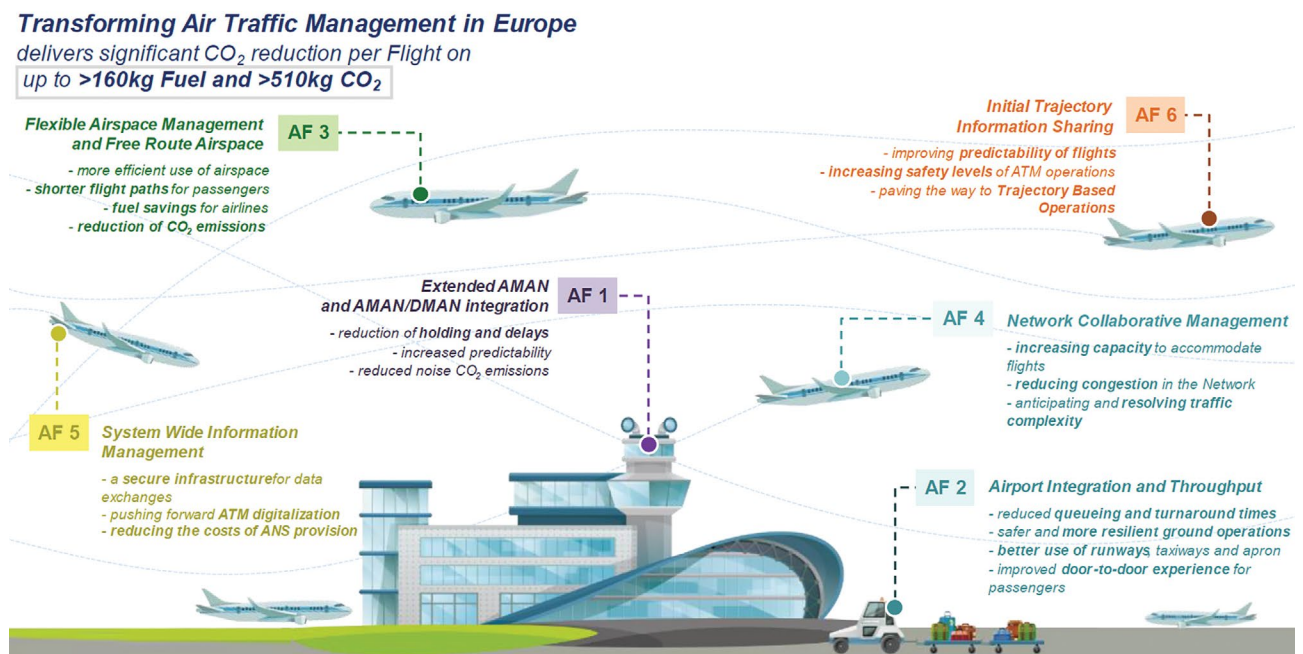 Transforming Air Traffic Management in Europe
delivers significant CO₂ reduction per Flight on
up to >160kg Fuel and >510kg CO₂
Flexible Airspace Management
and Free Route Airspace
AF 3
- more efficient use of airspace
- shorter flight paths for passengers
- fuel savings for airlines
- reduction of CO₂ emissions
Initial Trajectory
Information Sharing
AF 6
- improving predictability of flights
- increasing safety levels of ATM operations
- paving the way to Trajectory Based
Operations
Extended AMAN
and AMAN/DMAN integration
AF 1
- reduction of holding and delays
- increased predictability
- reduced noise CO₂ emissions
AF 4
Network Collaborative Management
- increasing capacity to accommodate
flights
- reducing congestion in the Network
- anticipating and resolving traffic
complexity
AF 5
System Wide Information
Management
- a secure infrastructurefor data
exchanges
- pushing forward ATM digitalization
- reducing the costs of ANS provision
AF 2
Airport Integration and Throughput
- reduced queueing and turnaround times
- safer and more resilient ground operations
- better use of runways, taxiways and apron
- improved door-to-door experience for
passengers